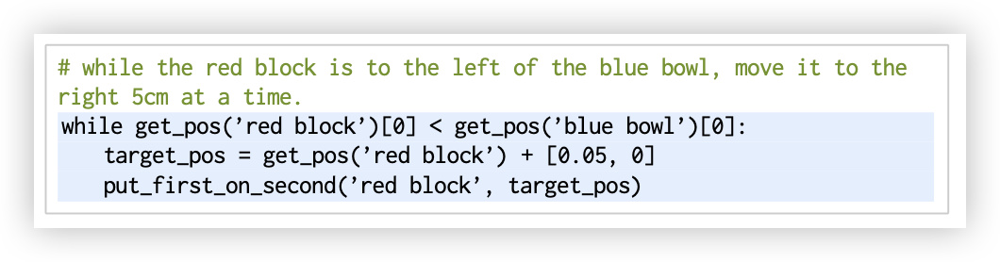 # while the red block is to the left of the blue bowl, move it to the
right 5cm at a time.
while get_pos(’red block’)[0] < get_pos(’blue bowl’)[0]:
    target_pos = get_pos(’red block’) + [0.05, 0]
    put_first_on_second(’red block’, target_pos)